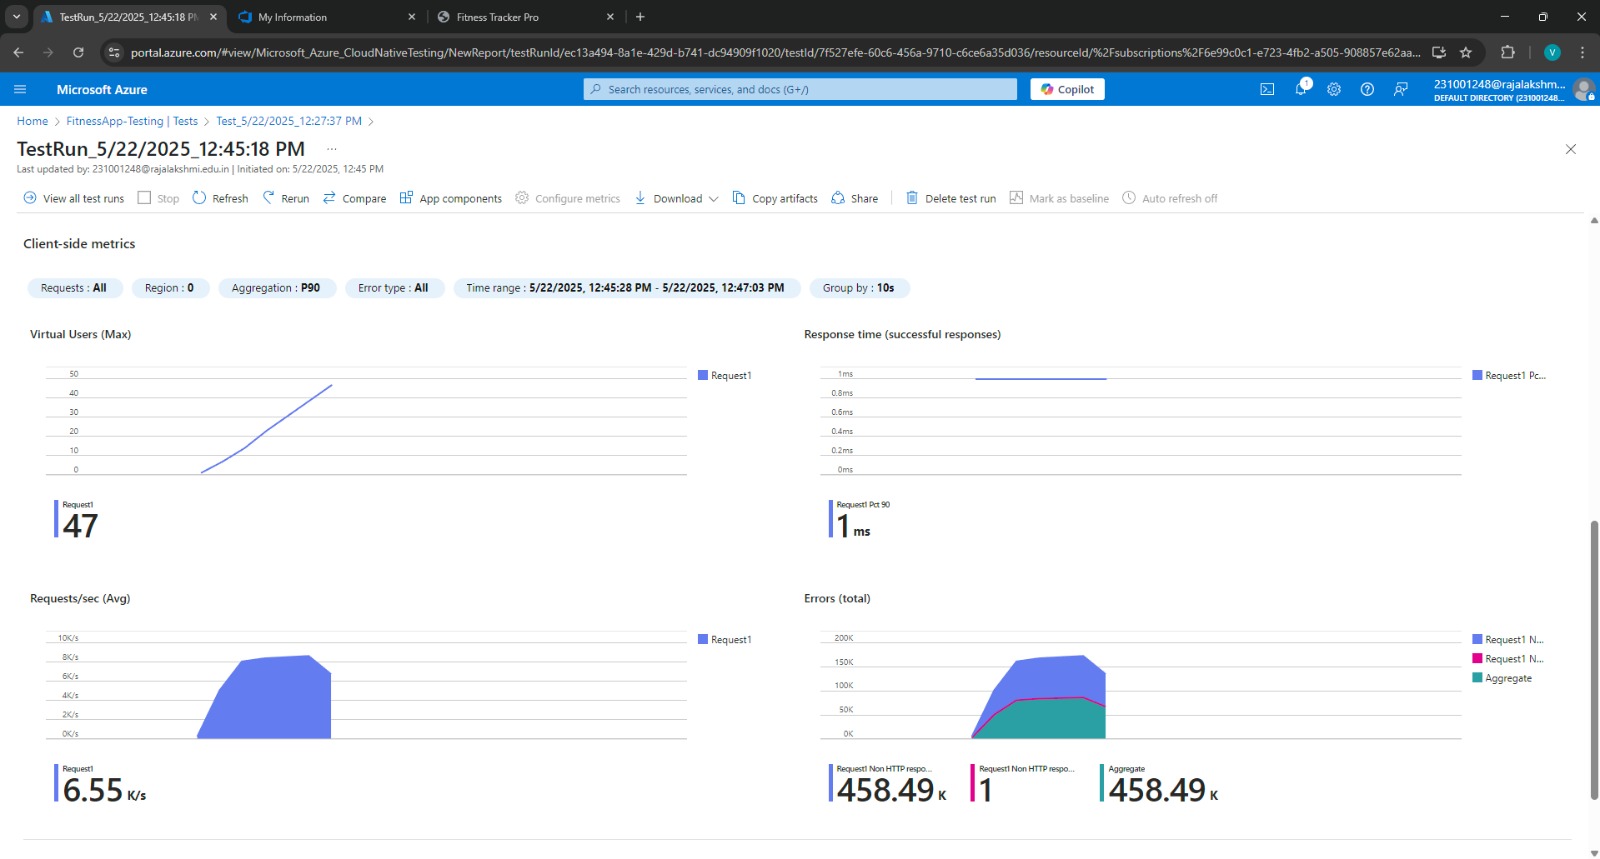 TestRun_5/22/2025_12:45:18 PM
My Information
Fitness Tracker Pro
portal.azure.com/#view/Microsoft_Azure_CloudNativeTesting/NewReport/testRunId/ec13a494-8a1e-429d-b741-dc94909f1020/testId/7f527efe-60c6-456a-9710-c6ce6a35d036/resourceId/%2Fsubscriptions%2F6e99c0c1-e723-4fb2-a505-908857e62aa...
V
Microsoft Azure
Search resources, services, and docs (G+/)
Copilot
1
231001248@rajalakshm...
DEFAULT DIRECTORY (231001248...
Home > FitnessApp-Testing | Tests > Test_5/22/2025_12:27:37 PM >
TestRun_5/22/2025_12:45:18 PM ...
Last updated by: 231001248@rajalakshmi.edu.in | Initiated on: 5/22/2025, 12:45 PM
View all test runs Stop Refresh Rerun Compare App components Configure metrics Download Copy artifacts Share Delete test run Mark as baseline Auto refresh off
Client-side metrics
Requests : All Region : 0 Aggregation : P90 Error type : All Time range : 5/22/2025, 12:45:28 PM - 5/22/2025, 12:47:03 PM Group by : 10s
Virtual Users (Max)
50
40
30
20
10
0
Request1
Request1
47
Response time (successful responses)
1ms
0.8ms
0.6ms
0.4ms
0.2ms
0ms
Request1 Pc...
Request1 Pct 90
1 ms
Requests/sec (Avg)
10K/s
8K/s
6K/s
4K/s
2K/s
0K/s
Request1
Request1
6.55 K/s
Errors (total)
200K
150K
100K
50K
0K
Request1 N...
Request1 N...
Aggregate
Request1 Non HTTP respo...
458.49 K
Request1 Non HTTP respo...
1
Aggregate
458.49 K